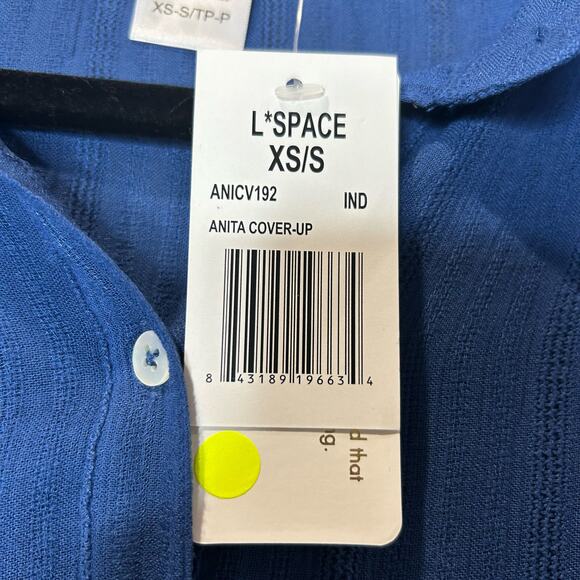 XS-S/TP-P
L*SPACE
XS/S
ANICV192 IND
ANITA COVER-UP
8 43189 19663 4
d that